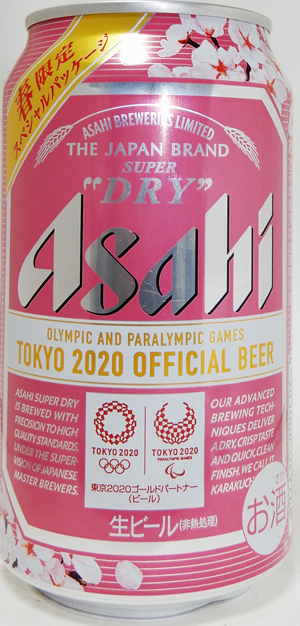 春限定
スペシャルパッケージ
ASAHI BREWERIES LIMITED
THE JAPAN BRAND
SUPER
"DRY"
Asahi
OLYMPIC AND PARALYMPIC GAMES
TOKYO 2020 OFFICIAL BEER
ASAHI SUPER DRY
IS BREWED WITH
PRECISION TO HIGH
QUALITY STANDARDS,
UNDER THE SUPER-
VISION OF JAPANESE
MASTER BREWERS.
TOKYO 2020
TOKYO 2020
PARALYMPIC GAMES
東京2020ゴールドパートナー
(ビール)
OUR ADVANCED
BREWING TECH-
NIQUES DELIVER
A DRY, CRISP TASTE
AND QUICK, CLEAN
FINISH. WE CALL IT
KARAKUCH
生ビール(非熱処理)
お酒